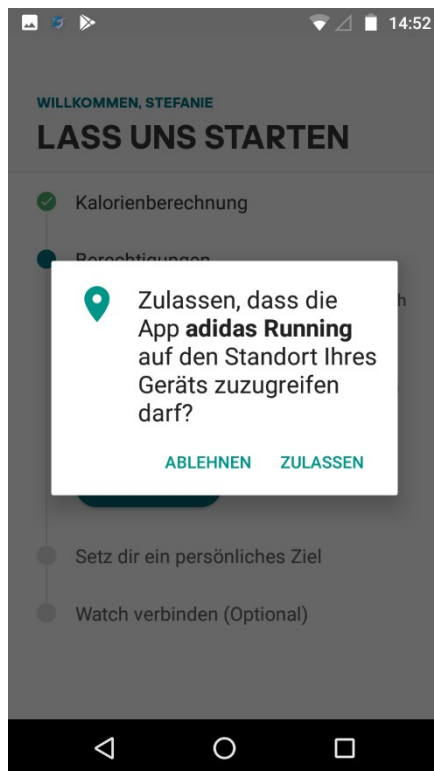 14:52
WILLKOMMEN, STEFANIE
LASS UNS STARTEN
Kalorienberechnung
Berechtigungen
h
Zulassen, dass die
App adidas Running
auf den Standort Ihres
Geräts zuzugreifen
darf?
ABLEHNEN ZULASSEN
Setz dir ein persönliches Ziel
Watch verbinden (Optional)